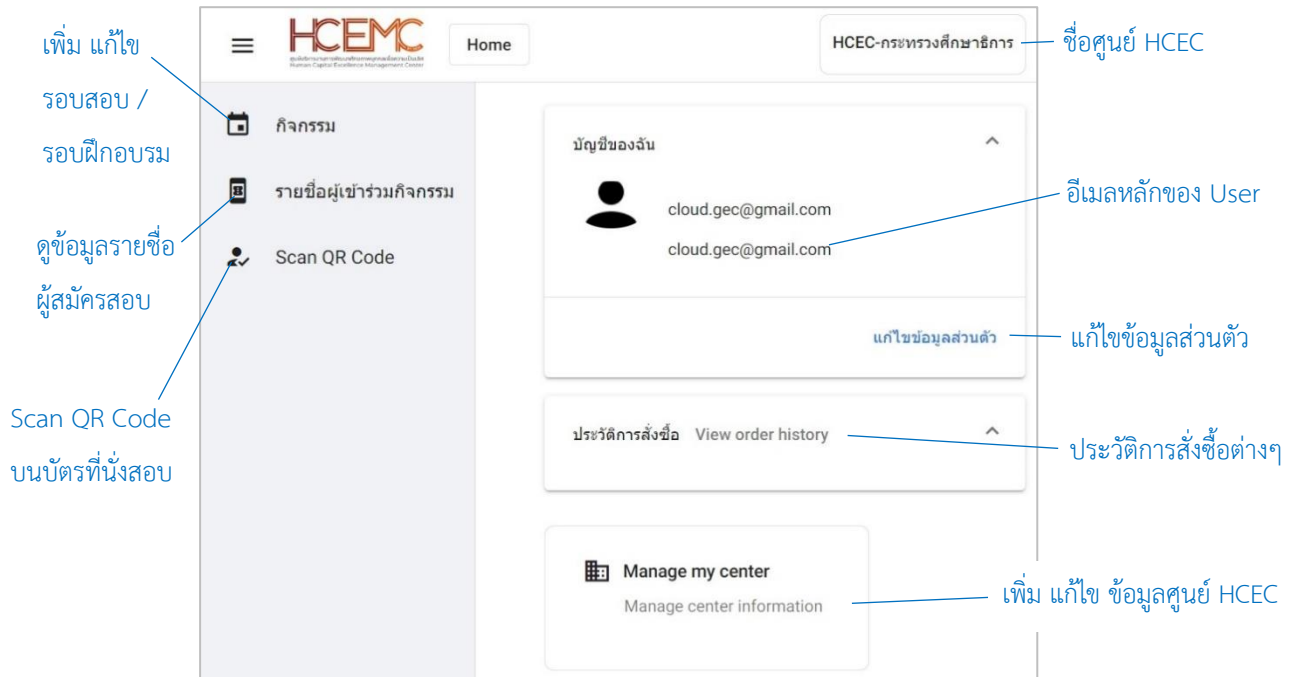 เพิ่ม แก้ไข
รอบสอบ /
รอบฝึกอบรม
ดูข้อมูลรายชื่อ
ผู้สมัครสอบ
Scan QR Code
บนบัตรที่นั่งสอบ
HCEMC
Human Capital Excellence Management Center
Home
HCEC-กระทรวงศึกษาธิการ
ชื่อศูนย์ HCEC
กิจกรรม
รายชื่อผู้เข้าร่วมกิจกรรม
Scan QR Code
บัญชีของฉัน
cloud.gec@gmail.com
cloud.gec@gmail.com
อีเมลหลักของ User
แก้ไขข้อมูลส่วนตัว
แก้ไขข้อมูลส่วนตัว
ประวัติการสั่งซื้อ View order history
ประวัติการสั่งซื้อต่างๆ
Manage my center
Manage center information
เพิ่ม แก้ไข ข้อมูลศูนย์ HCEC